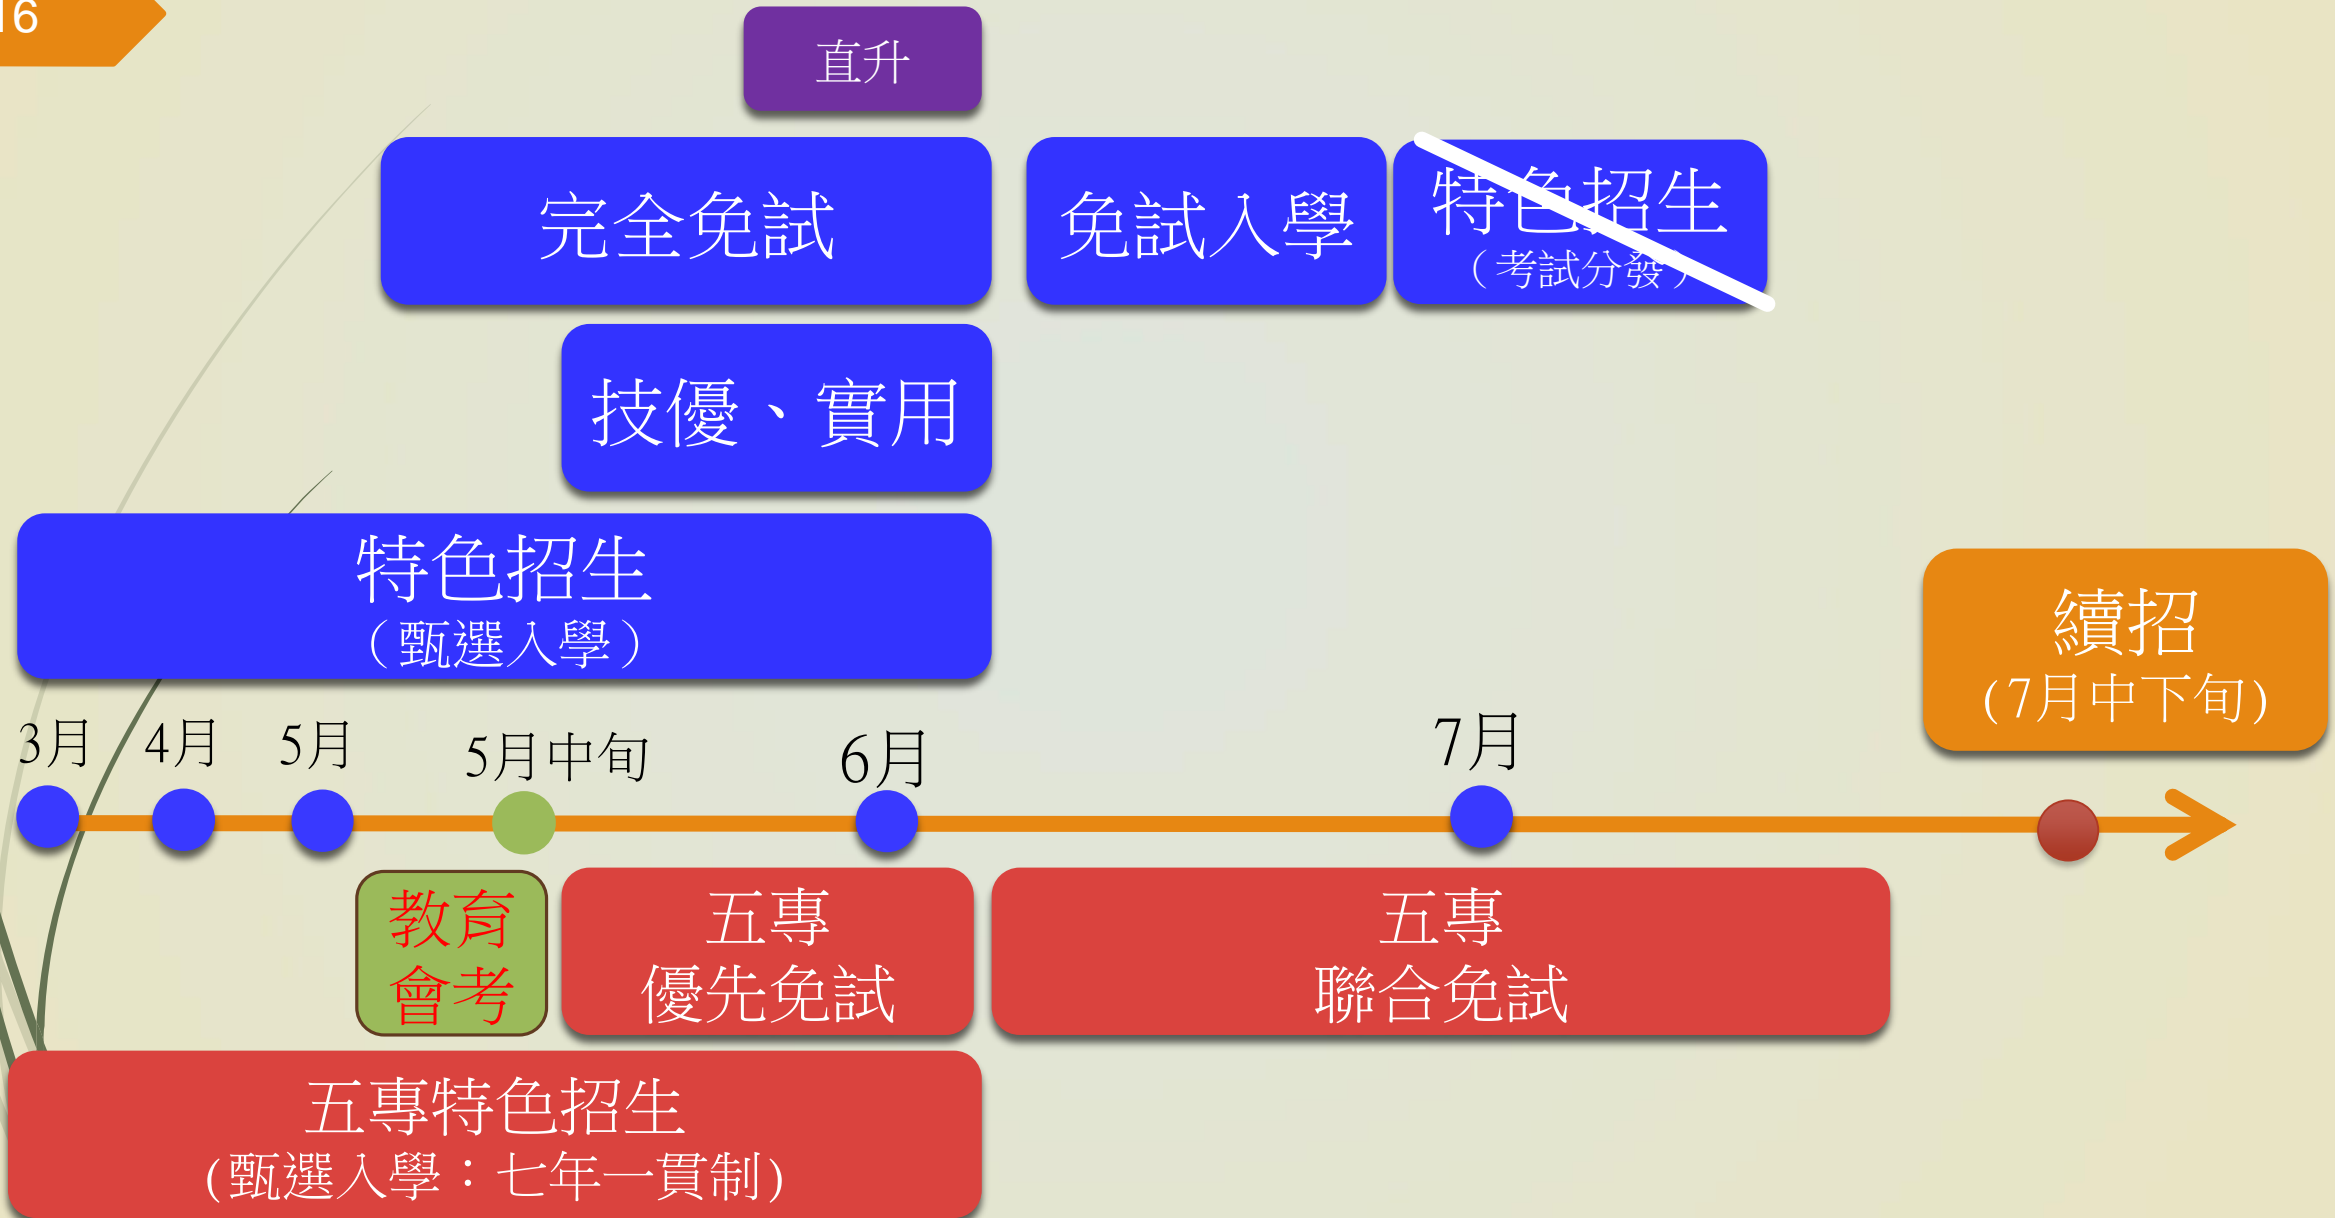 16
直升
完全免試
免試入學
特色招生
（考試分發）
技優、實用
特色招生
（甄選入學）
續招
(7月中下旬)
3月
4月
5月
5月中旬
6月
7月
教育
會考
五專
優先免試
五專
聯合免試
五專特色招生
(甄選入學：七年一貫制)